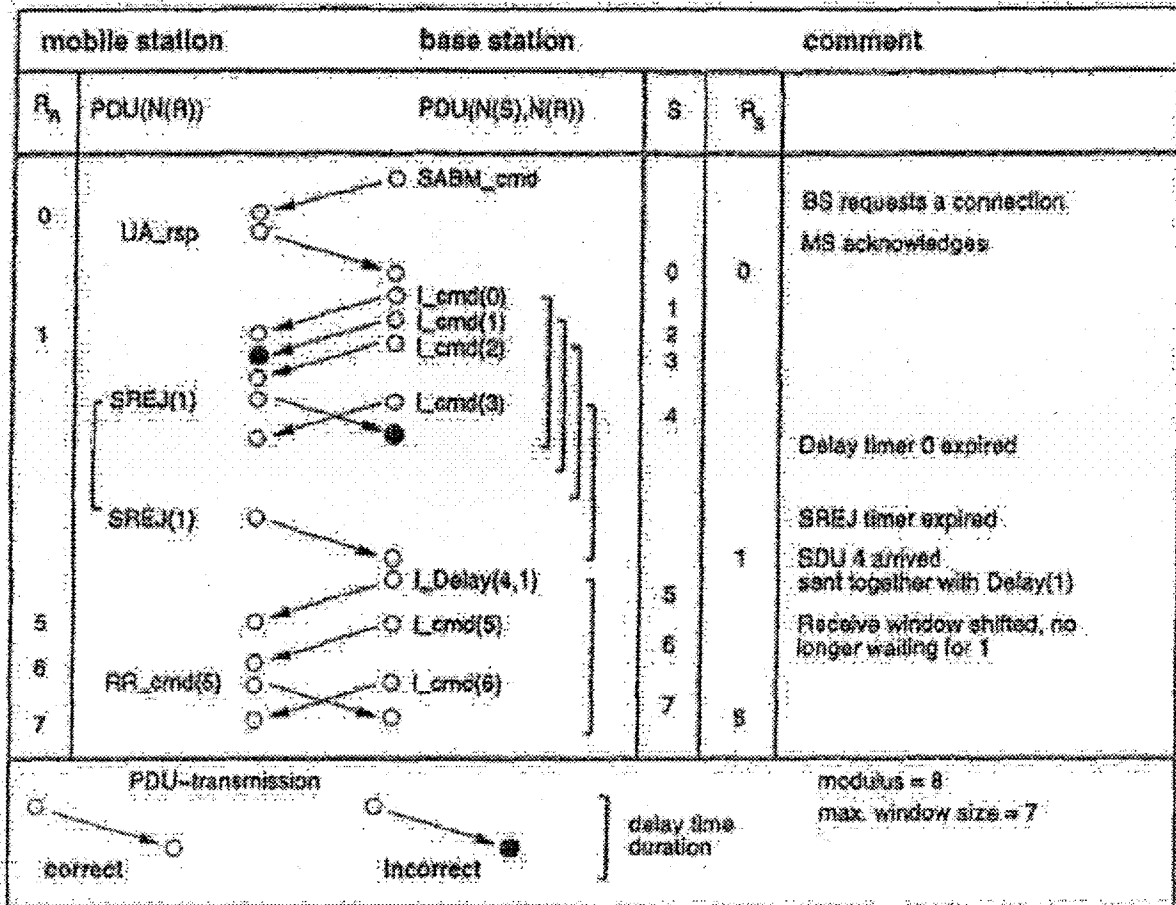 mobile station base station comment
R_R PDU(N(R)) PDU(N(S),N(R)) S R_S
SABM_cmd
BS requests a connection
0
UA_rsp
MS acknowledges
0 0
I_cmd(0)
1
I_cmd(1)
1
2
I_cmd(2)
3
SREJ(1)
I_cmd(3)
4
Delay timer 0 expired
SREJ(1)
SREJ timer expired
1 SDU 4 arrived
I_Delay(4,1)
sent together with Delay(1)
5
5
I_cmd(5)
Receive window shifted, no
6
longer waiting for 1
6
RR_cmd(5)
I_cmd(6)
7
7
PDU-transmission
modulus = 8
max. window size = 7
delay time
duration
correct
Incorrect